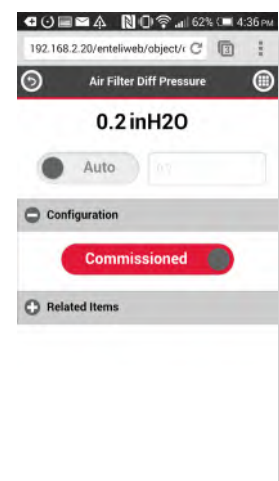 62% 4:36 PM
192.168.2.20/enteliweb/object/r
3
Air Filter Diff Pressure
0.2 inH2O
Auto
Configuration
Commissioned
Related Items